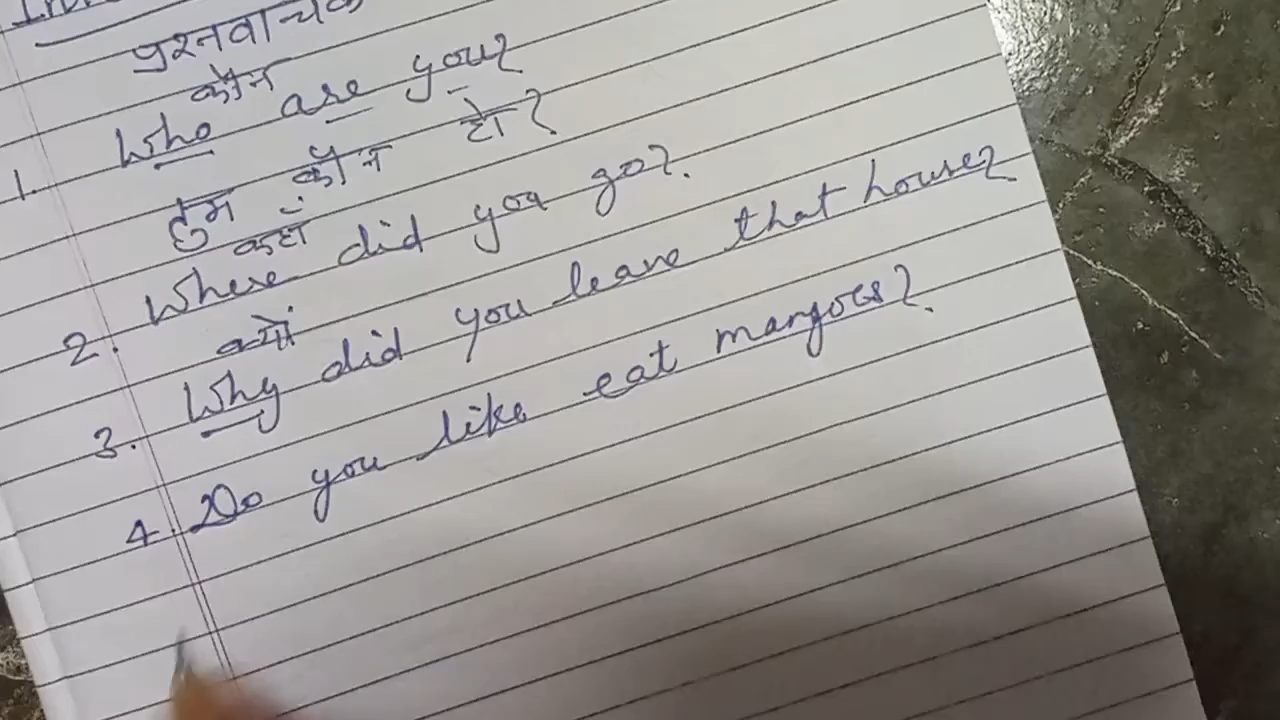 प्रश्नवाचक
कौन
1. Who are you?
तुम कौन हो?
कहाँ
2. Where did you go?.
क्यों
3. Why did you leave that house?
4. Do you like eat mangoes?